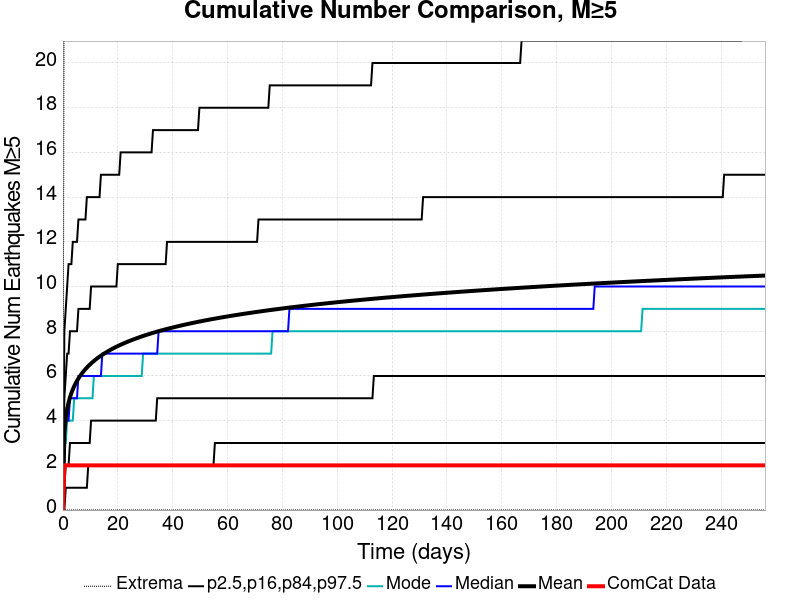 Cumulative Number Comparison, M≥5
Cumulative Num Earthquakes M≥5
20
18
16
14
12
10
8
6
4
2
0
0 20 40 60 80 100 120 140 160 180 200 220 240
Time (days)
Extrema p2.5,p16,p84,p97.5 Mode Median Mean ComCat Data